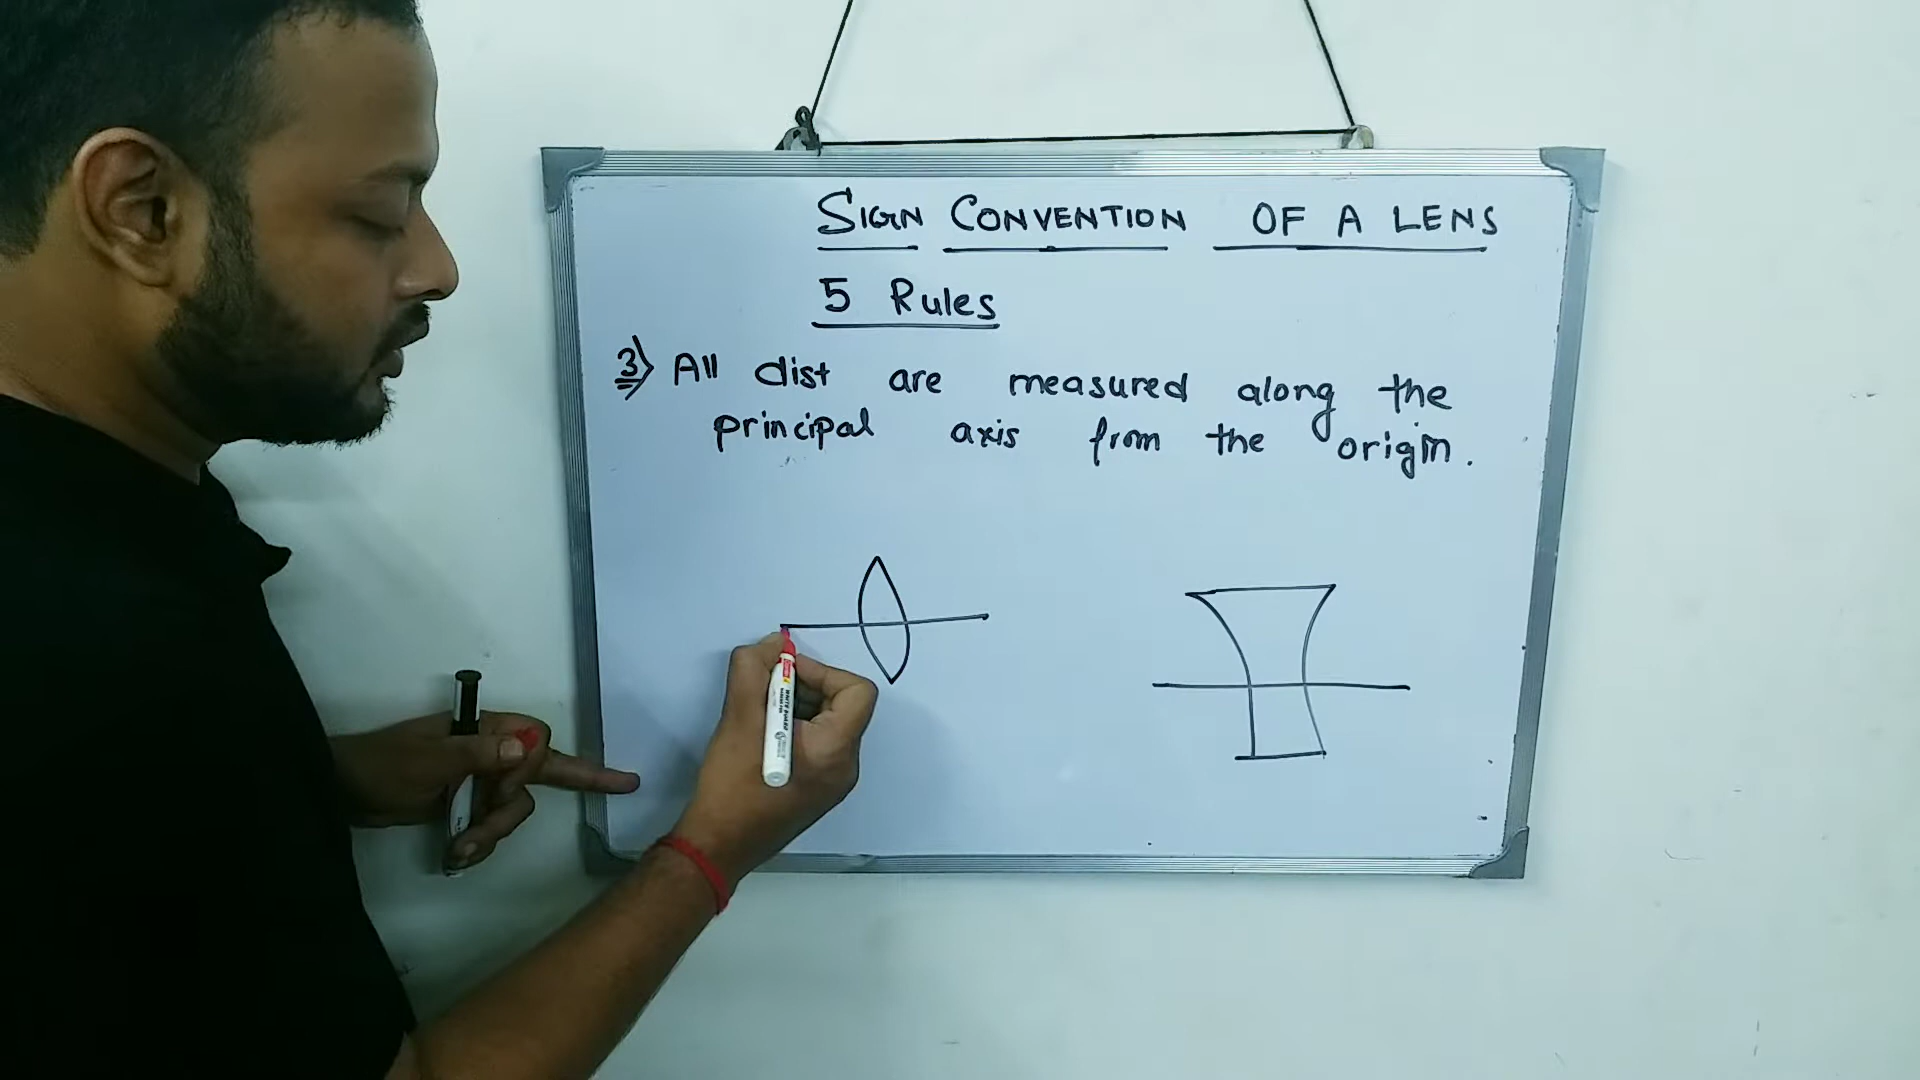 SIGN CONVENTION OF A LENS
5 Rules
3) All dist are measured along the
principal axis from the origin.